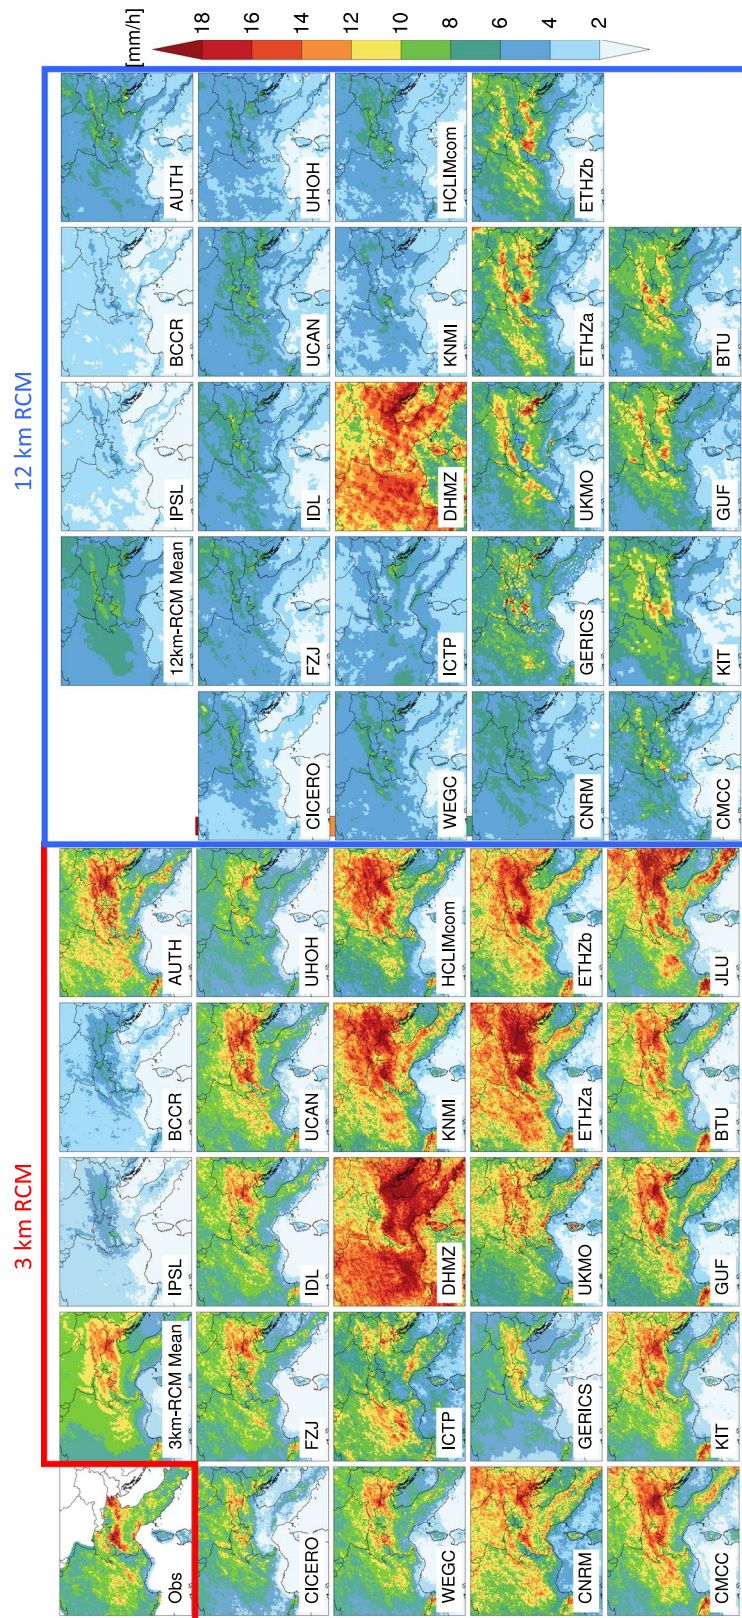 3 km RCM
12 km RCM
Obs
3km-RCM Mean
IPSL
BCCR
AUTH
12km-RCM Mean
IPSL
BCCR
AUTH
[mm/h]
CICERO
FZJ
IDL
UCAN
UHOH
CICERO
FZJ
IDL
UCAN
UHOH
18
16
14
12
10
8
6
4
2
WEGC
ICTP
DHMZ
KNMI
HCLIMcom
WEGC
ICTP
DHMZ
KNMI
HCLIMcom
CNRM
GERICS
UKMO
ETHZa
ETHZb
CNRM
GERICS
UKMO
ETHZa
ETHZb
CMCC
KIT
GUF
BTU
JLU
CMCC
KIT
GUF
BTU